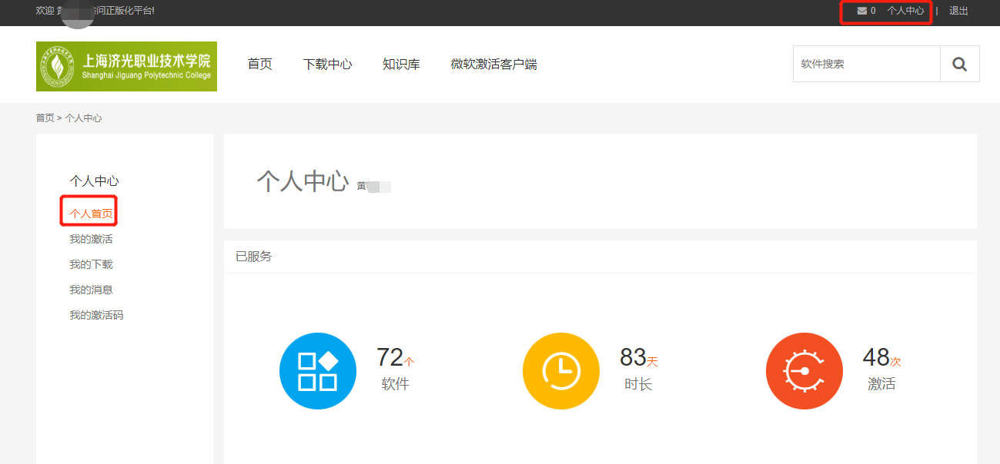 欢迎 黄 访问正版化平台!
0 个人中心 | 退出
上海济光职业技术学院
Shanghai Jiguang Polytechnic College
首页 下载中心 知识库 微软激活客户端
软件搜索
首页 > 个人中心
个人中心
个人首页
我的激活
我的下载
我的消息
我的激活码
个人中心 黄
已服务
72个
软件
83天
时长
48次
激活